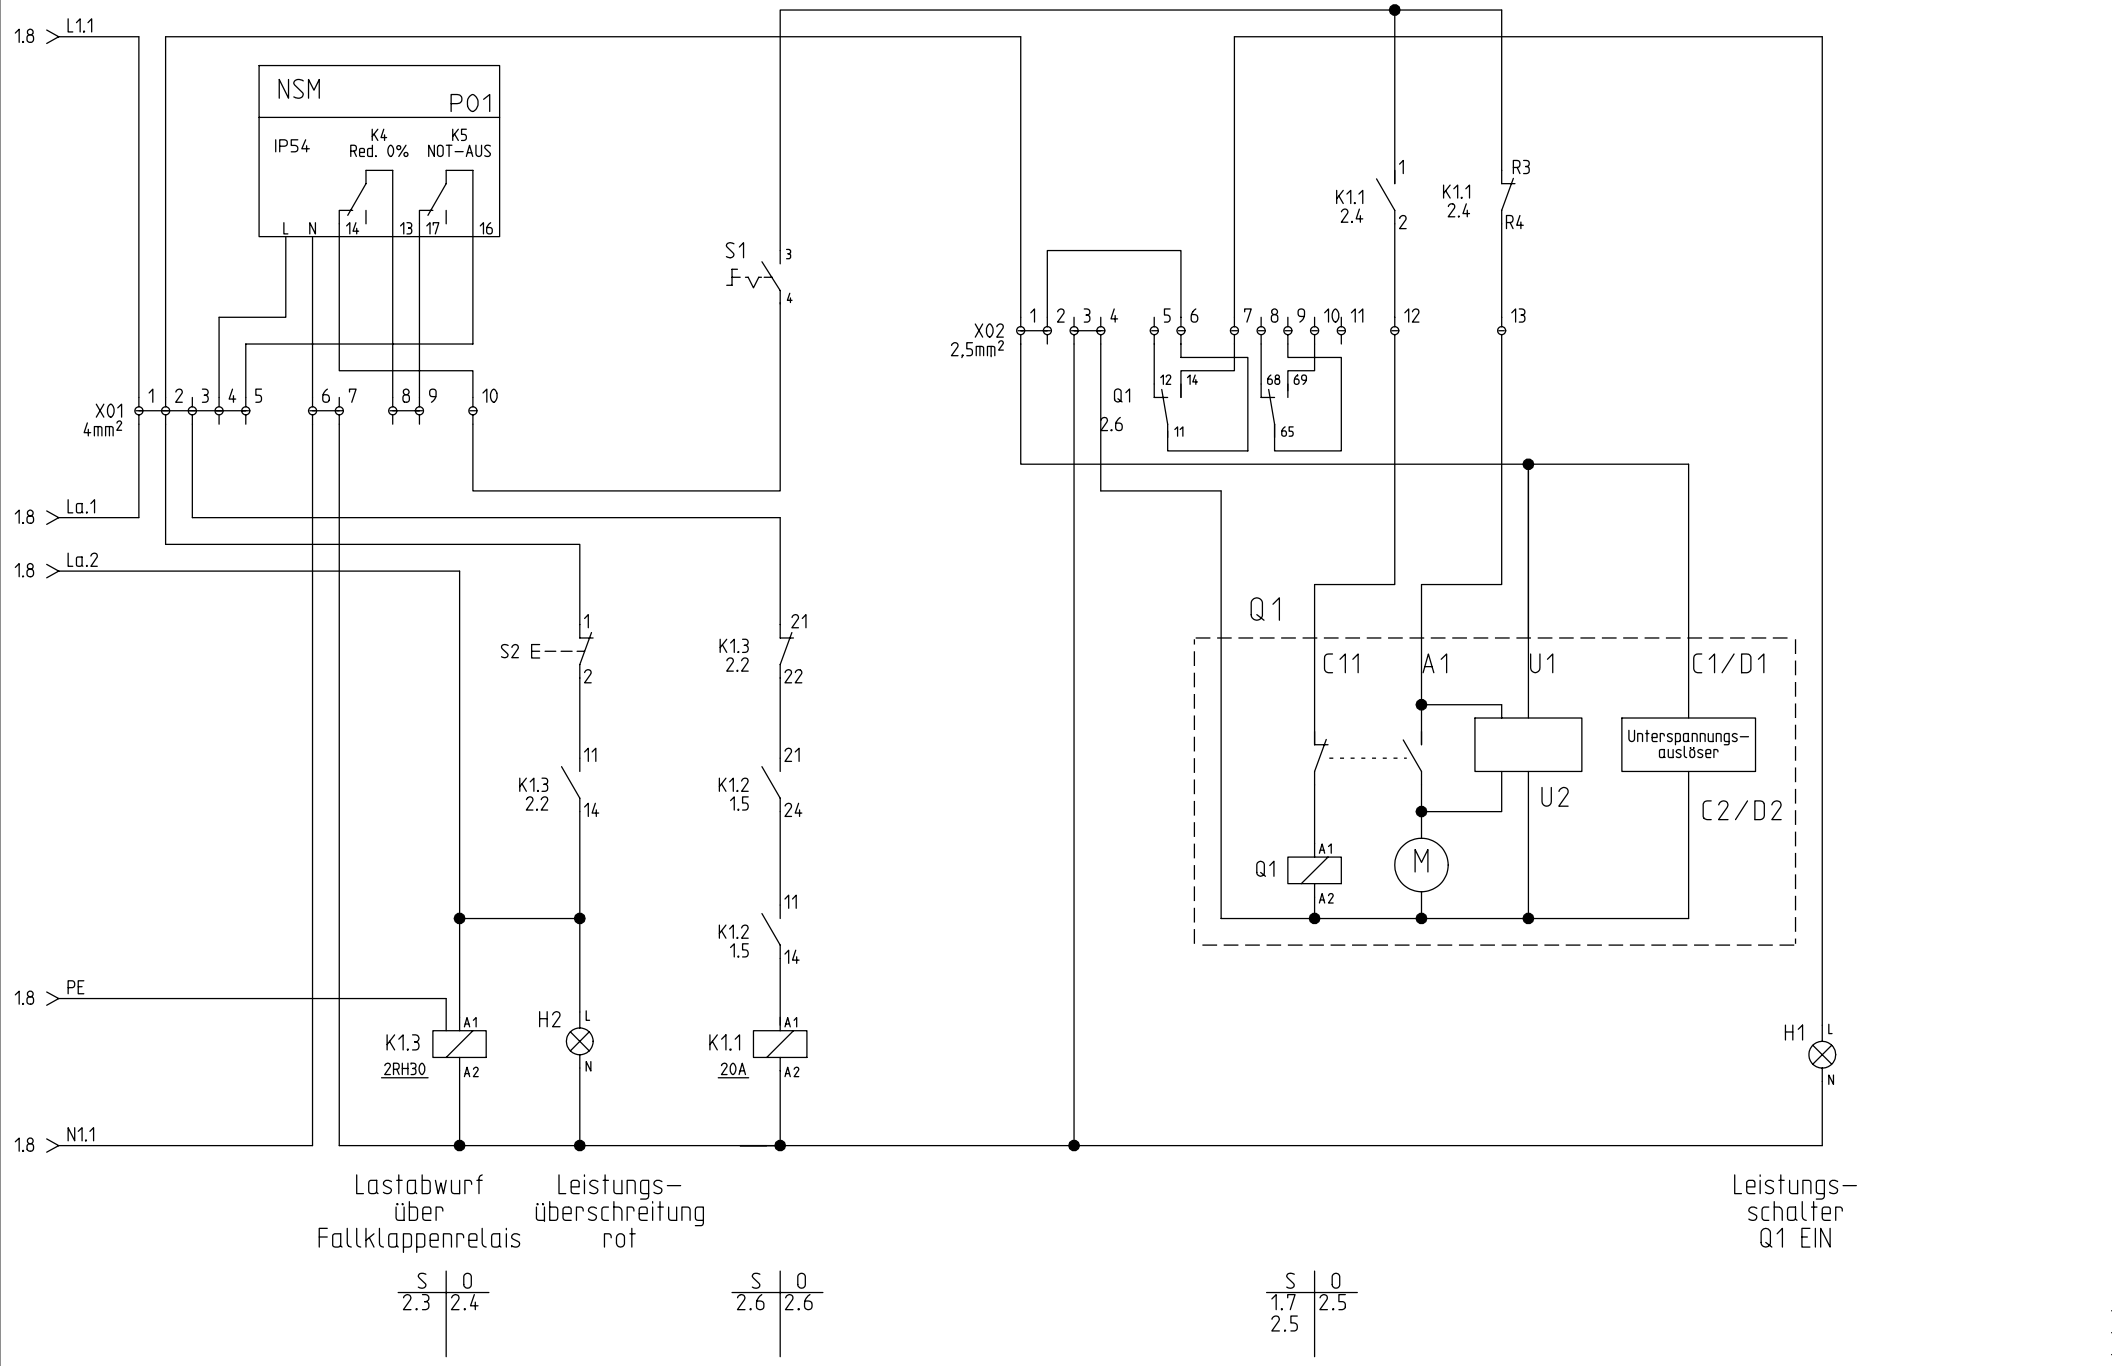 1.8 L1.1
NSM
P01
IP54
K4
Red. 0%
K5
NOT-AUS
L N 14 13 17 16
S1
3
4
K1.1
2.4
1
2
K1.1
2.4
R3
R4
X01
4mm²
1 2 3 4 5 6 7 8 9 10
X02
2,5mm²
1 2 3 4 5 6 7 8 9 10 11 12 13
Q1
2.6
12 14
11
68 69
65
1.8 La.1
1.8 La.2
S2
1
2
K1.3
2.2
21
22
K1.3
2.2
11
14
K1.2
1.5
21
24
K1.2
1.5
11
14
Q1
C11 A1 U1 C1/D1
Unterspannungs-
auslöser
U2
C2/D2
Q1
A1
A2
M
1.8 PE
K1.3
2RH30
A1
A2
H2
L
N
K1.1
20A
A1
A2
H1
L
N
1.8 N1.1
Lastabwurf
über
Fallklappenrelais
Leistungs-
überschreitung
rot
Leistungs-
schalter
Q1 EIN
S O
2.3 2.4
S O
2.6 2.6
S O
1.7 2.5
2.5